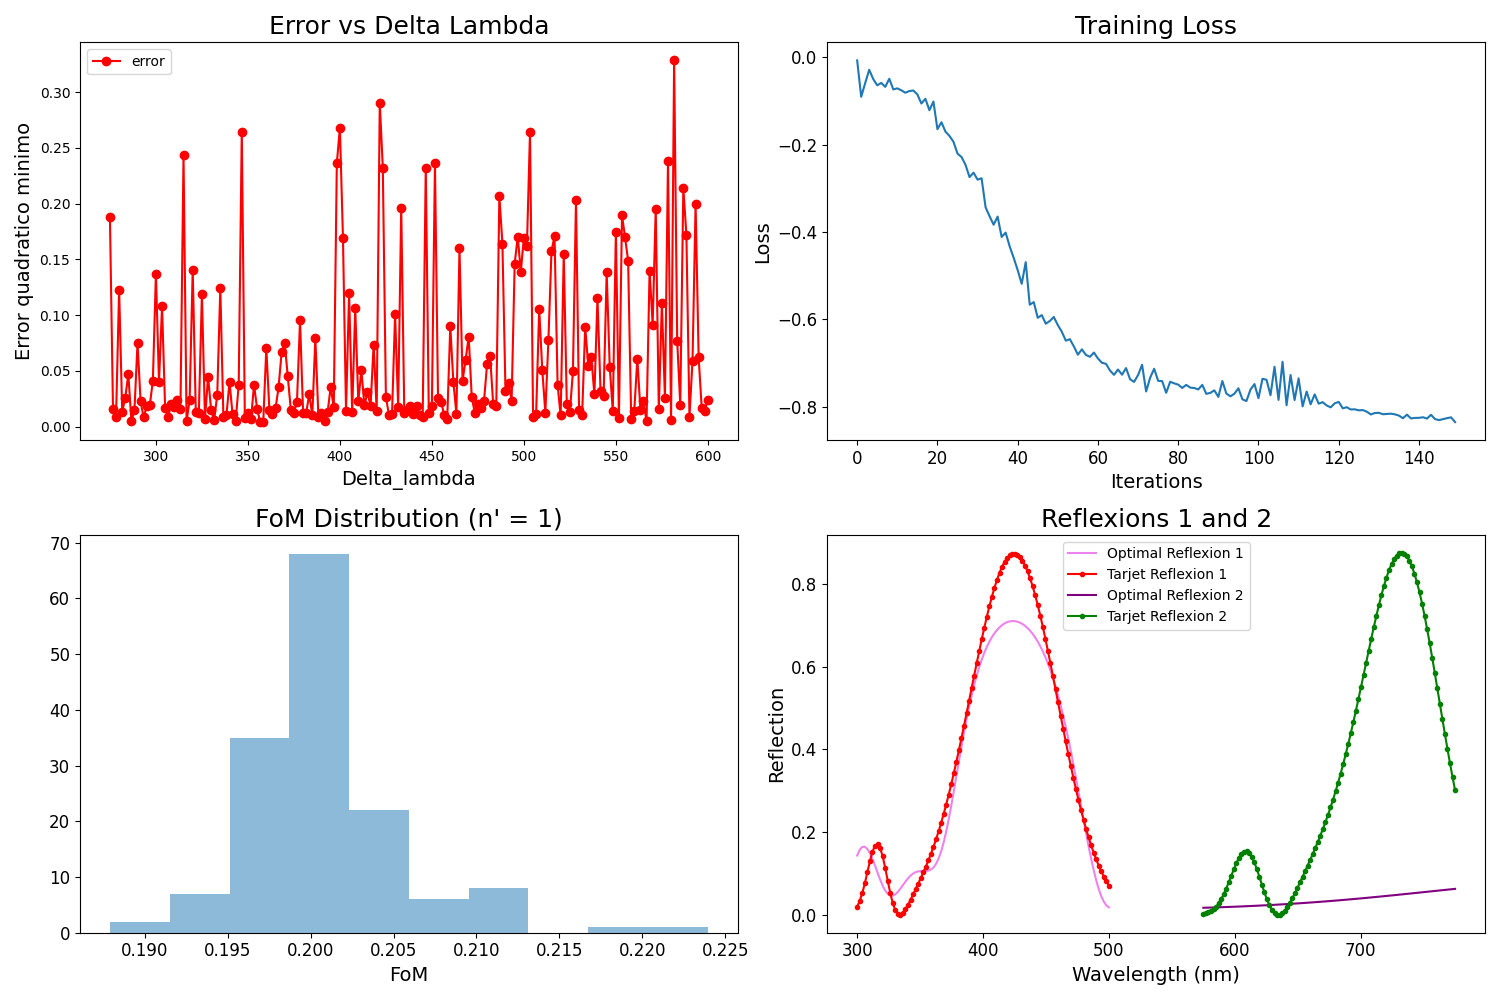 Error vs Delta Lambda
error
Error quadratico minimo
0.30
0.25
0.20
0.15
0.10
0.05
0.00
300 350 400 450 500 550 600
Delta_lambda
Training Loss
Loss
0.0
−0.2
−0.4
−0.6
−0.8
0 20 40 60 80 100 120 140
Iterations
FoM Distribution (n' = 1)
70
60
50
40
30
20
10
0
0.190 0.195 0.200 0.205 0.210 0.215 0.220 0.225
FoM
Reflexions 1 and 2
Optimal Reflexion 1
Tarjet Reflexion 1
Optimal Reflexion 2
Tarjet Reflexion 2
Reflection
0.8
0.6
0.4
0.2
0.0
300 400 500 600 700
Wavelength (nm)